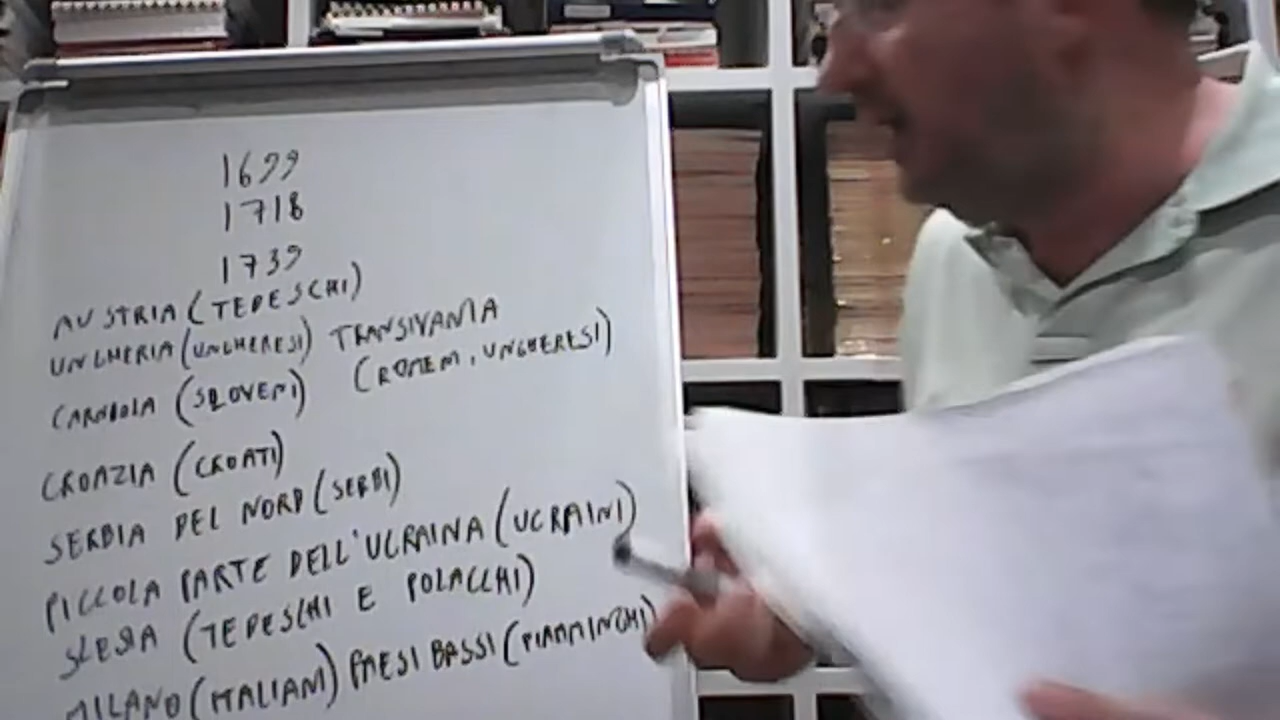 1699
1718
1739
AUSTRIA (TEDESCHI)
UNGHERIA (UNGHERESI) TRANSIVANIA
CARNIOLA (SLOVENI) (ROMENI, UNGHERESI)
CROAZIA (CROATI)
SERBIA DEL NORD (SERBI)
PICCOLA PARTE DELL'UCRAINA (UCRAINI)
SLESIA (TEDESCHI E POLACCHI)
MILANO (ITALIANI) PAESI BASSI (FIAMMINGHI)